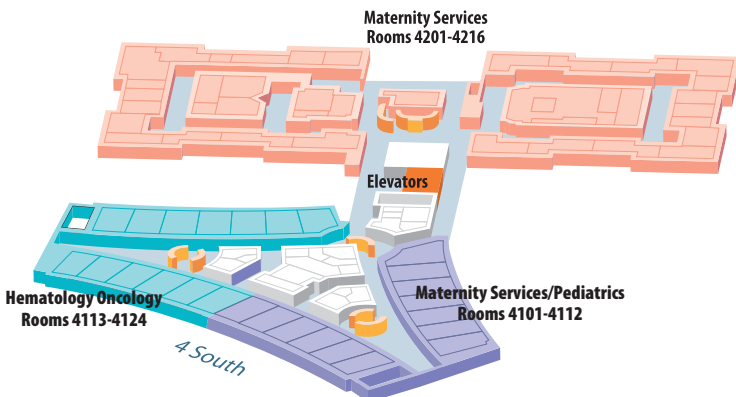 Maternity Services
Rooms 4201-4216
Elevators
Hematology Oncology
Rooms 4113-4124
Maternity Services/Pediatrics
Rooms 4101-4112
4 South